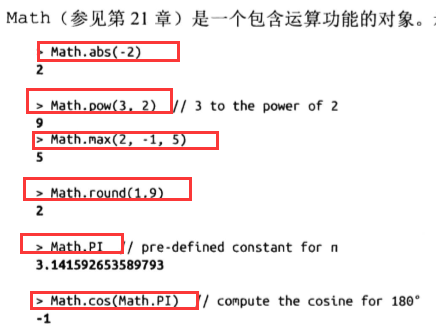 Math（参见第 21 章）是一个包含运算功能的对象。
> Math.abs(-2)
2
> Math.pow(3, 2)  // 3 to the power of 2
9
> Math.max(2, -1, 5)
5
> Math.round(1,9)
2
> Math.PI  // pre-defined constant for n
3.141592653589793
> Math.cos(Math.PI)  // compute the cosine for 180°
-1